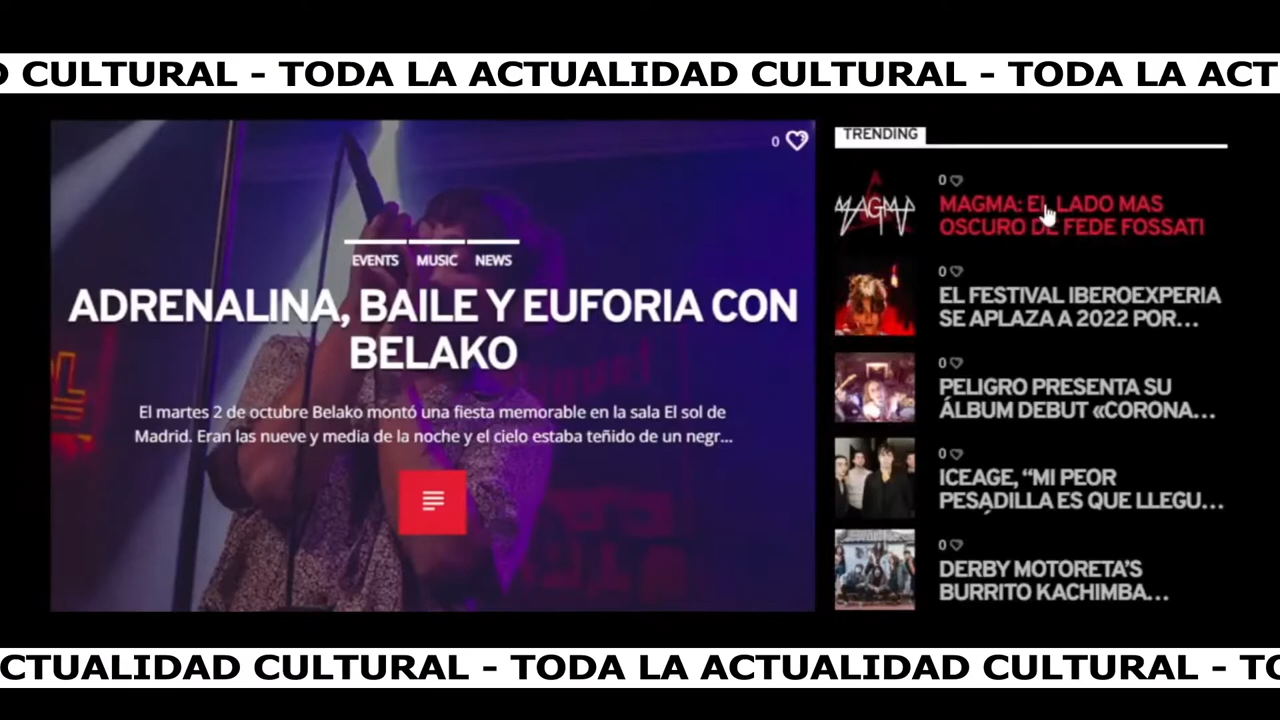 D CULTURAL - TODA LA ACTUALIDAD CULTURAL - TODA LA ACT
0
EVENTS MUSIC NEWS
ADRENALINA, BAILE Y EUFORIA CON
BELAKO
El martes 2 de octubre Belako montó una fiesta memorable en la sala El sol de
Madrid. Eran las nueve y media de la noche y el cielo estaba teñido de un negr...
TRENDING
MAGMA
0
MAGMA: EL LADO MAS
OSCURO DE FEDE FOSSATI
0
EL FESTIVAL IBEROEXPERIA
SE APLAZA A 2022 POR...
0
PELIGRO PRESENTA SU
ÁLBUM DEBUT «CORONA...
0
ICEAGE, “MI PEOR
PESADILLA ES QUE LLEGU...
0
DERBY MOTORETA’S
BURRITO KACHIMBA...
CTUALIDAD CULTURAL - TODA LA ACTUALIDAD CULTURAL - TO